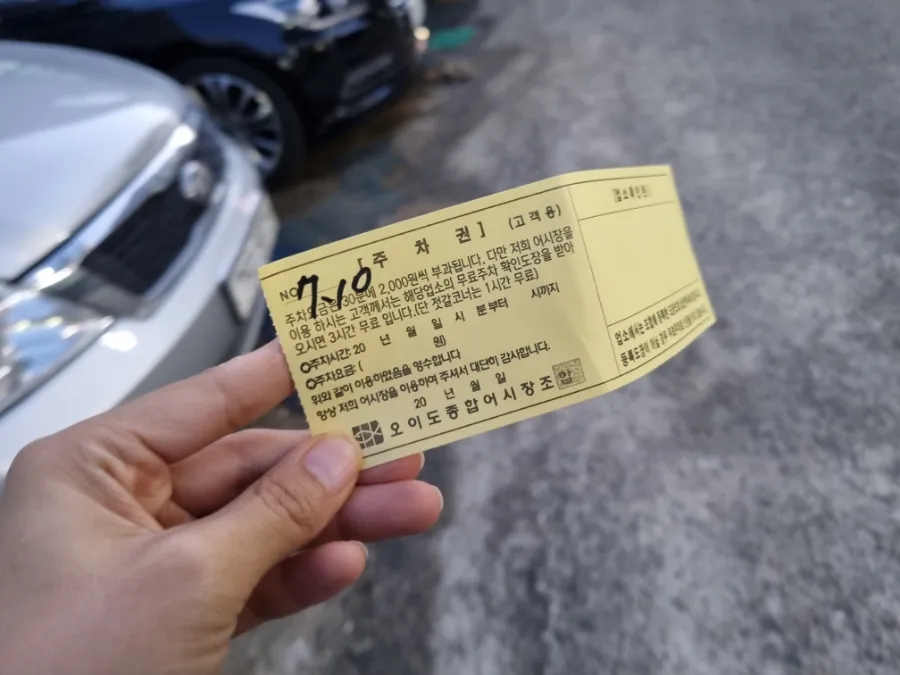 [주 차 권] (고객용)
NO 7.10
주차요금은 30분에 2,000원씩 부과됩니다. 다만 저희 어시장을
이용 하시는 고객께서는 해당업소의 무료주차 확인도장을 받아
오시면 3시간 무료 입니다.(단 젓갈코너는 1시간 무료)
주차시간: 20 년 월 일 시 분부터 시까지
주차요금: ( 원)
위와 같이 이용하였음을 영수합니다
항상 저희 어시장을 이용하여 주셔서 대단히 감사합니다.
20 년 월 일
오이도종합어시장조
업소에서는